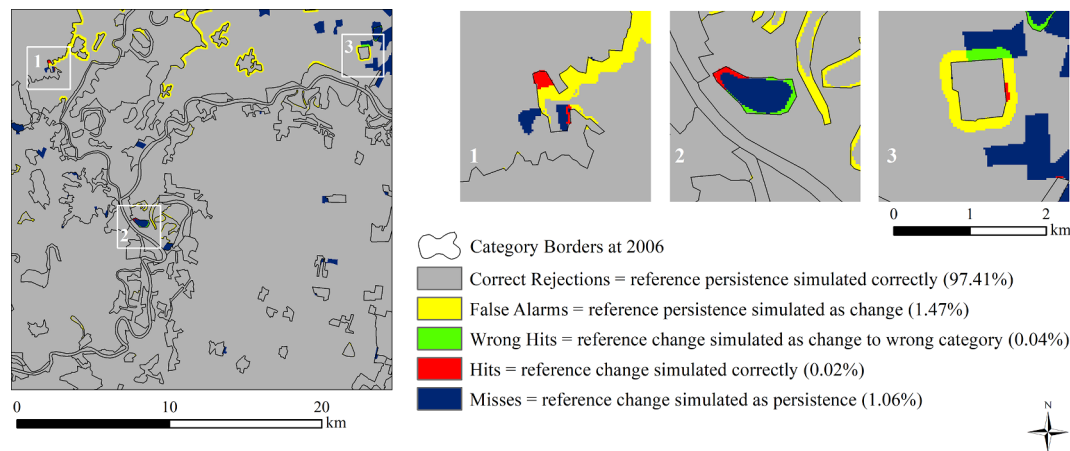 1
3
2
1
2
3
0 1 2
km
Category Borders at 2006
Correct Rejections = reference persistence simulated correctly (97.41%)
False Alarms = reference persistence simulated as change (1.47%)
Wrong Hits = reference change simulated as change to wrong category (0.04%)
Hits = reference change simulated correctly (0.02%)
Misses = reference change simulated as persistence (1.06%)
0 10 20
km
N